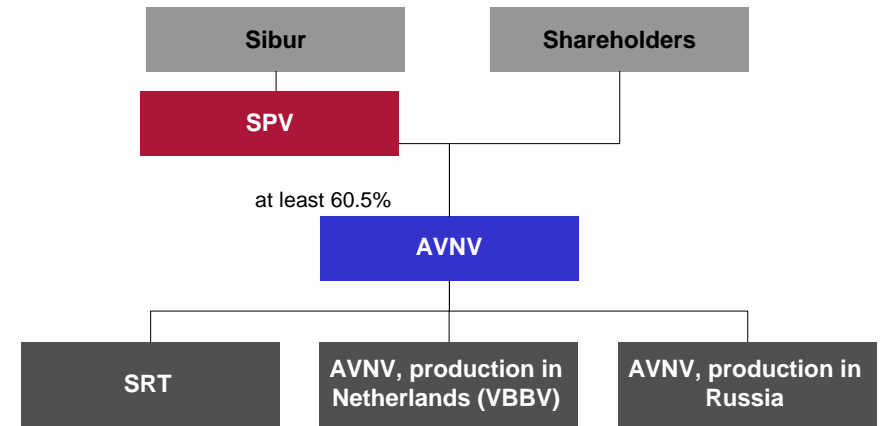 Sibur
Shareholders
SPV
at least 60.5%
AVNV
SRT
AVNV, production in
Netherlands (VBBV)
AVNV, production in
Russia